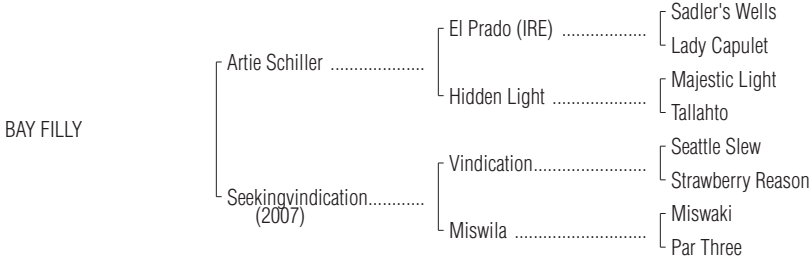 Sadler's Wells
El Prado (IRE) ..................
Lady Capulet
Artie Schiller ....................
Majestic Light
Hidden Light ....................
Tallahto
BAY FILLY
Seattle Slew
Vindication........................
Strawberry Reason
Seekingvindication............
(2007)
Miswaki
Miswila ............................
Par Three